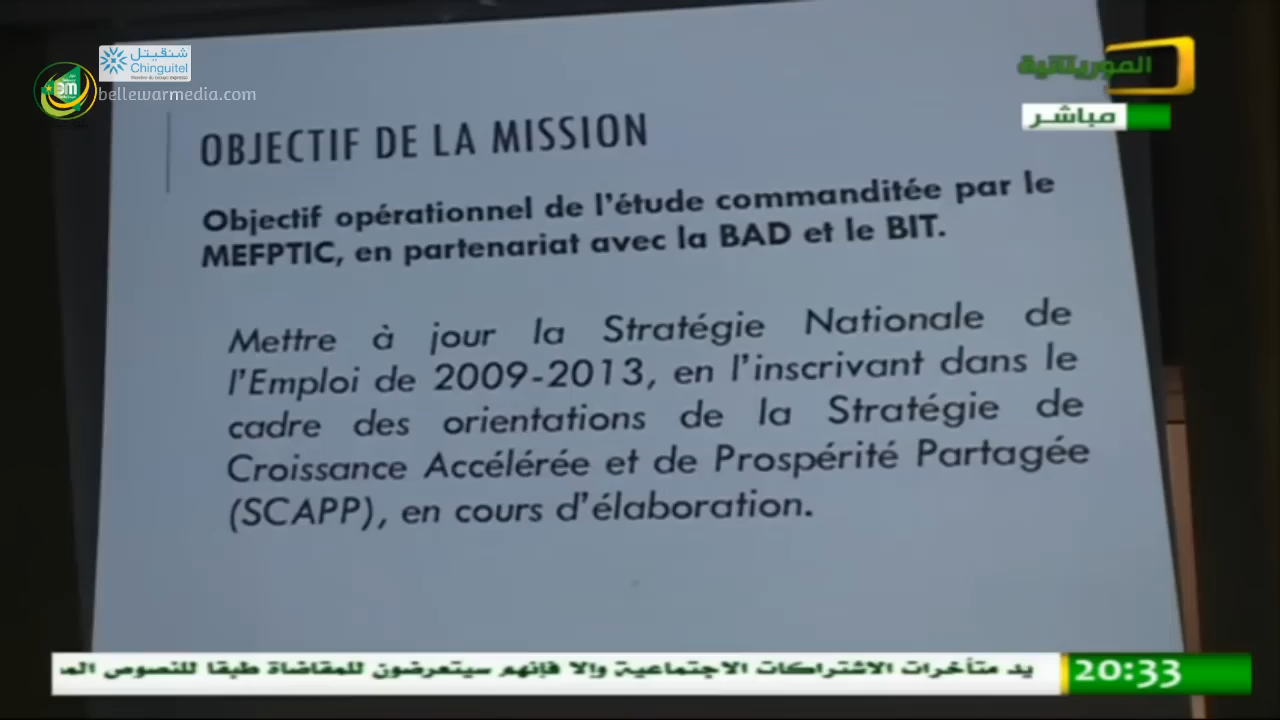 شنقيتل
Chinguitel
bellewarmedia.com
الموريتانية
مباشر
OBJECTIF DE LA MISSION
Objectif opérationnel de l'étude commanditée par le
MEFPTIC, en partenariat avec la BAD et le BIT.
Mettre à jour la Stratégie Nationale de
l'Emploi de 2009-2013, en l'inscrivant dans le
cadre des orientations de la Stratégie de
Croissance Accélérée et de Prospérité Partagée
(SCAPP), en cours d'élaboration.
يد متأخرات الاشتراكات الاجتماعية وإلا فإنهم سيتعرضون للمقاضاة طبقا للنصوص المد
20:33